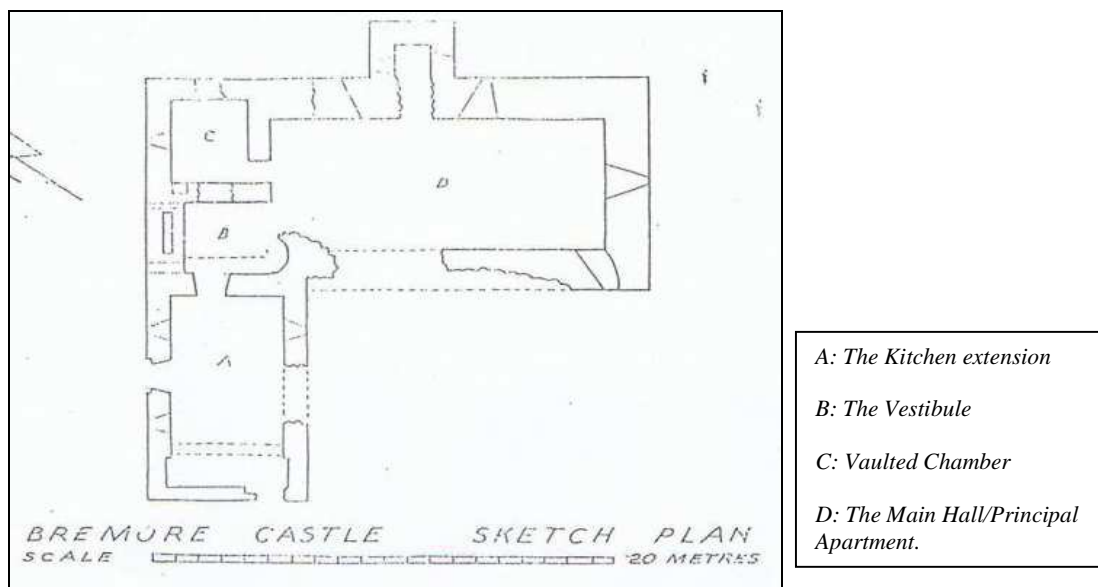 C
D
B
A
BREMORE CASTLE SKETCH PLAN
SCALE 20 METRES
A: The Kitchen extension
B: The Vestibule
C: Vaulted Chamber
D: The Main Hall/Principal
Apartment.